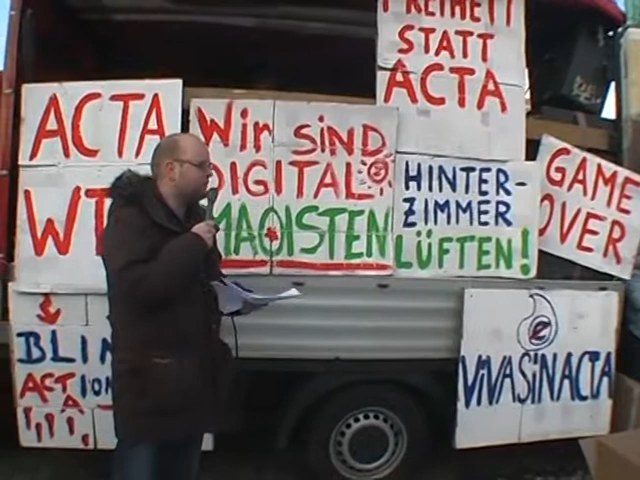 FREIHEIT
STATT
ACTA
ACTA
WT
Wir SiND
DIGITAL
MAOISTEN
HINTER-
ZIMMER
LÜFTEN!
GAME
OVER
BLIN
ACTION
ViVASiNACTA